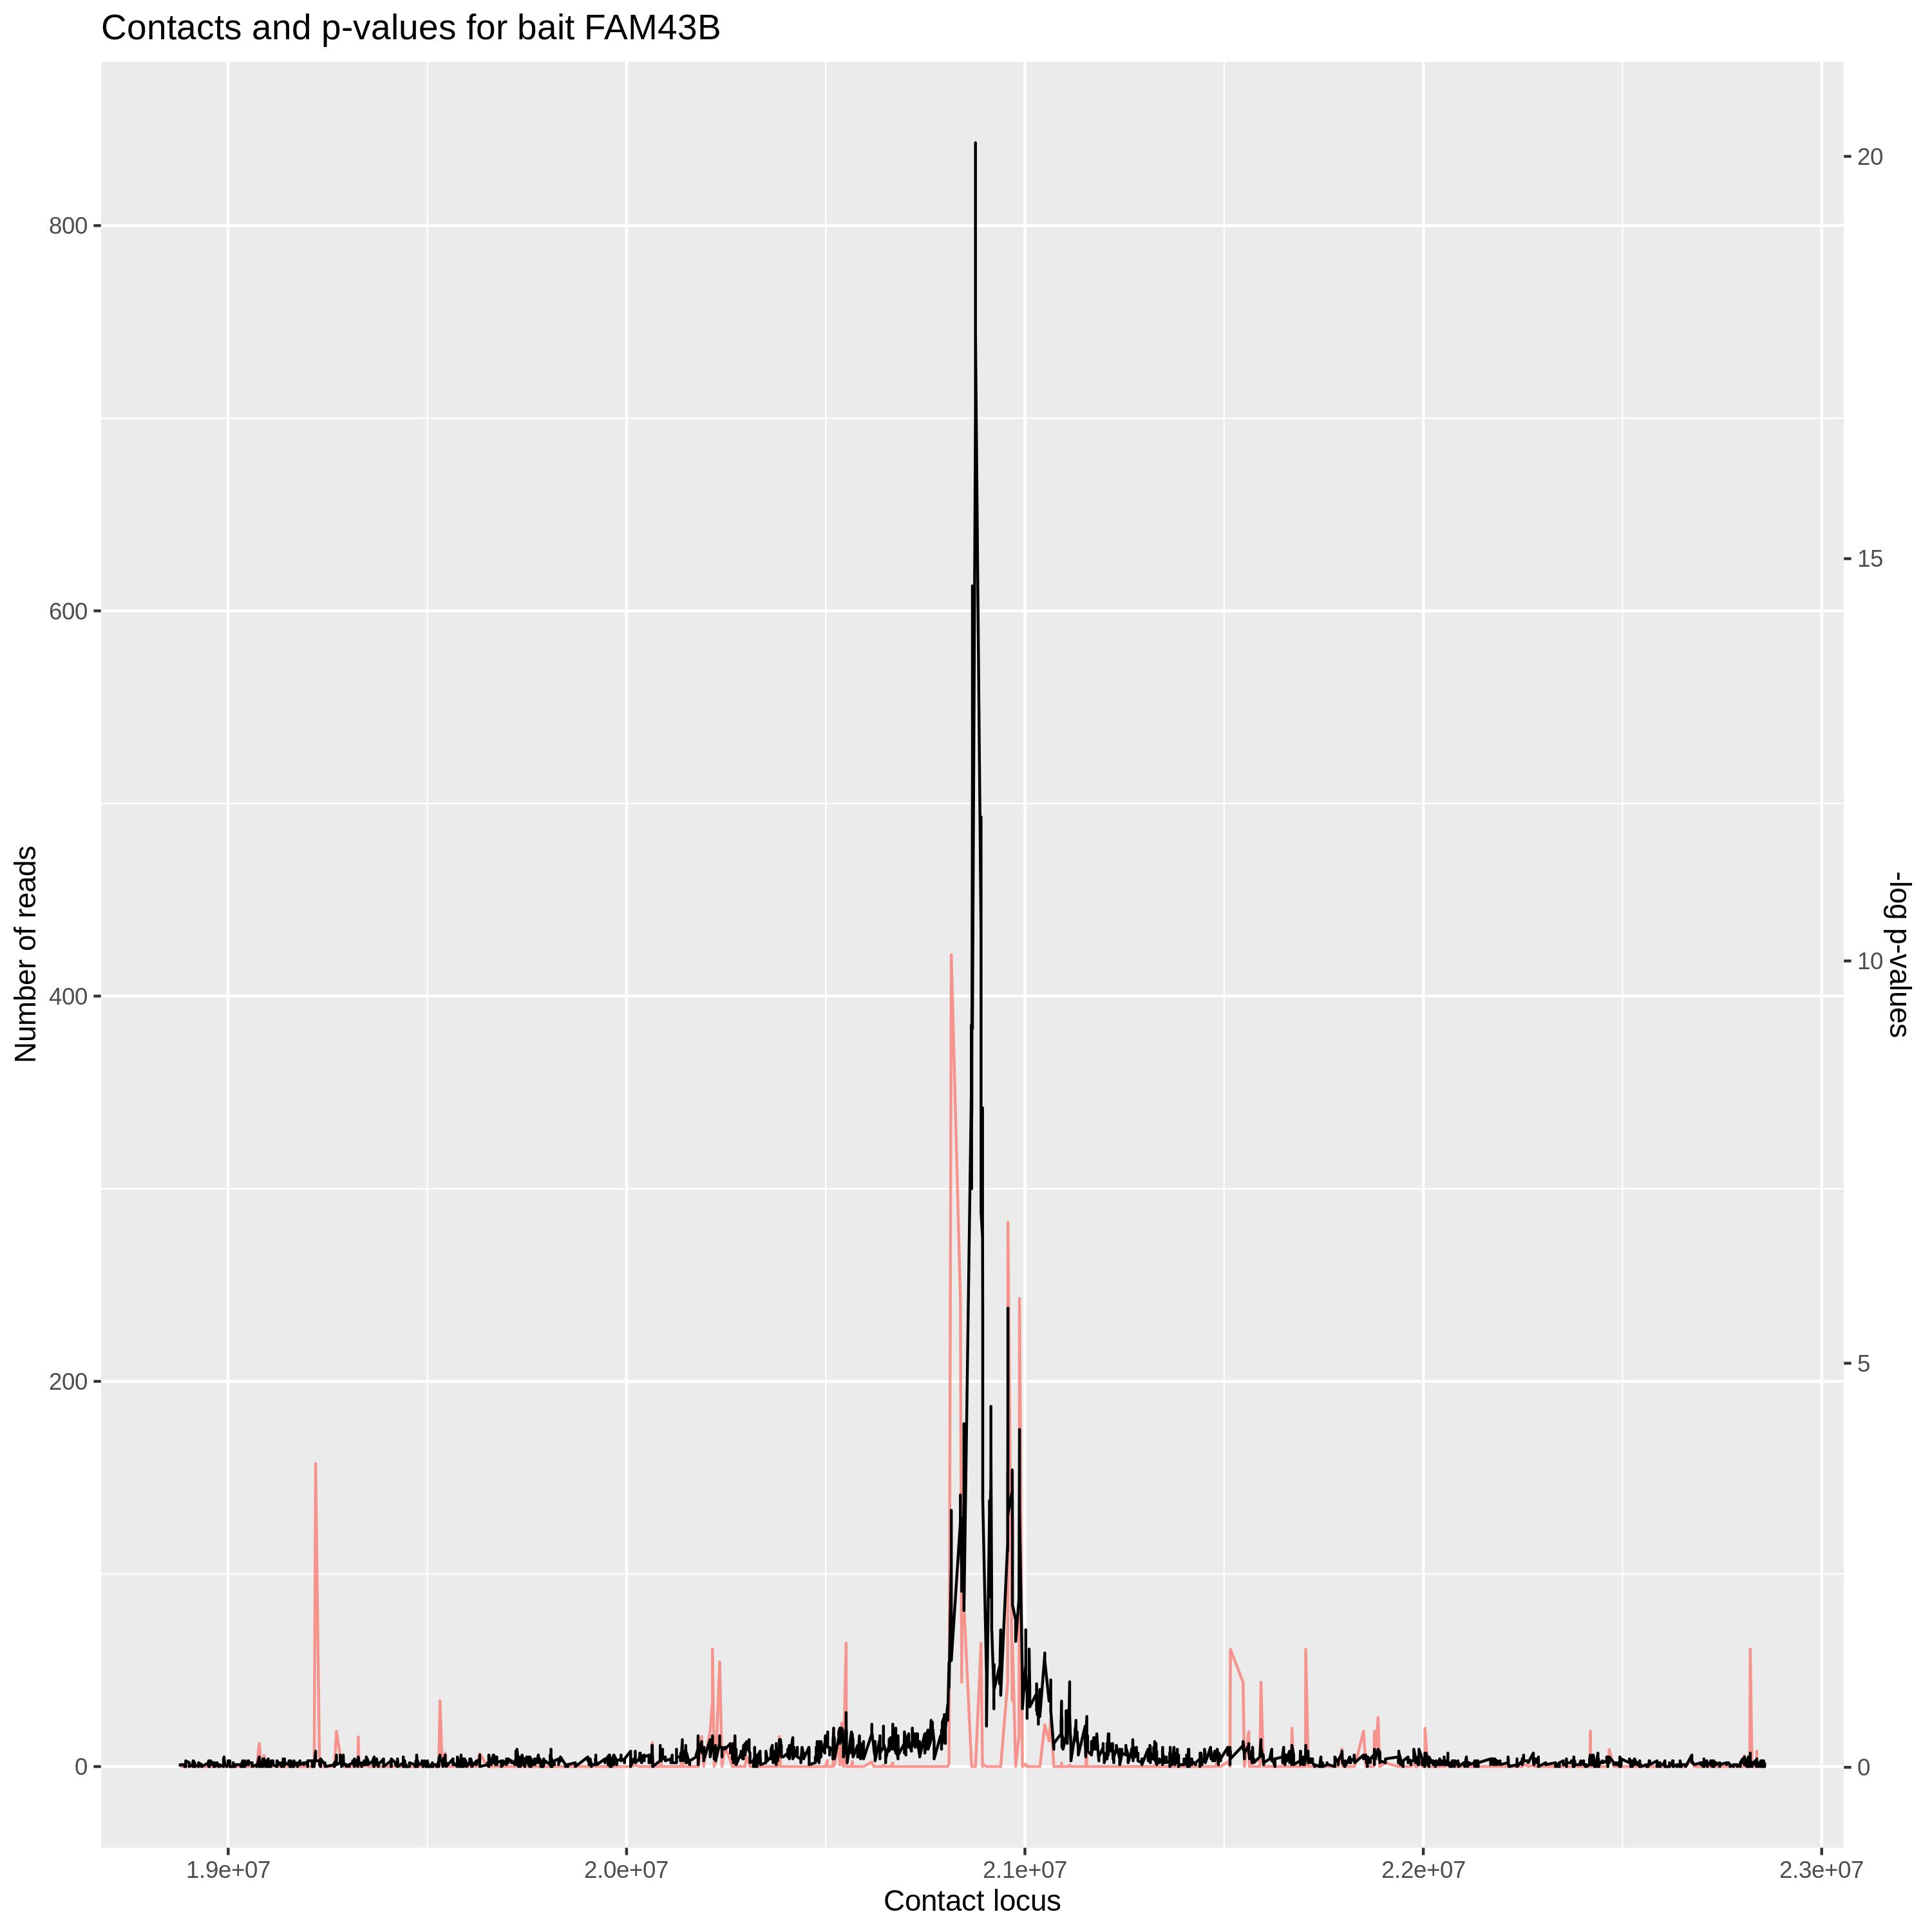 Contacts and p-values for bait FAM43B
800
600
400
200
0
Number of reads
20
15
10
5
0
-log p-values
1.9e+07
2.0e+07
2.1e+07
2.2e+07
2.3e+07
Contact locus